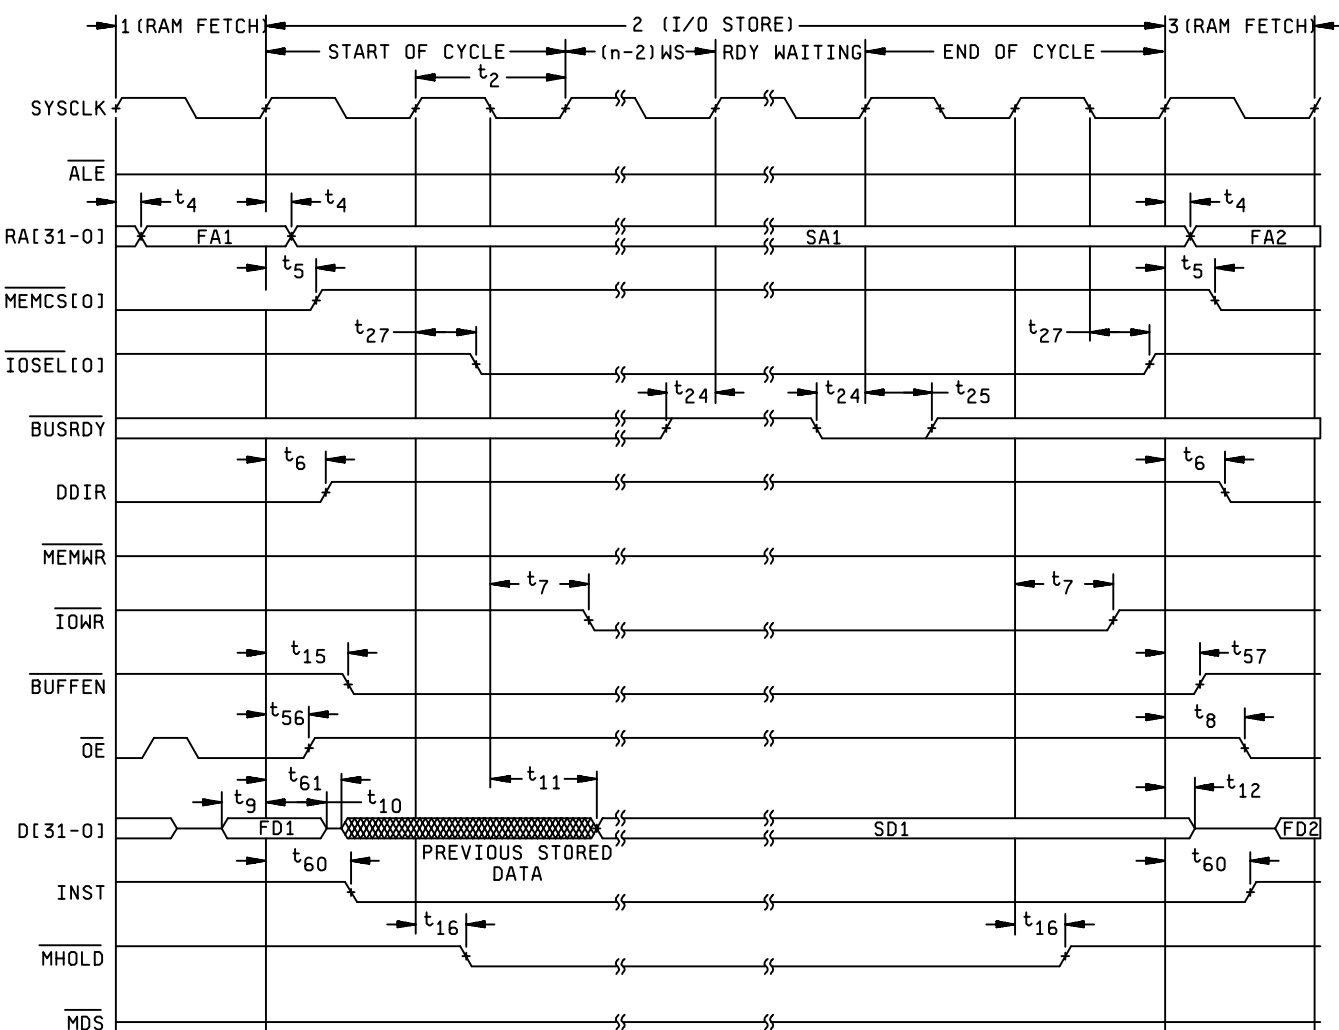 1(RAM FETCH) 2 (I/O STORE) 3(RAM FETCH)
START OF CYCLE (n-2)WS RDY WAITING END OF CYCLE
t2
SYSCLK
ALE
t4 t4 t4
RA[31-0] FA1 SA1 FA2
t5 t5
MEMCS[0]
t27 t27
IOSEL[0]
t24 t24 t25
BUSRDY
t6 t6
DDIR
MEMWR
t7 t7
IOWR
t15 t57
BUFFEN
t56 t8
OE
t61 t11 t12
t9 t10
D[31-0] FD1 SD1 FD2
PREVIOUS STORED
DATA
t60 t60
INST
t16 t16
MHOLD
MDS